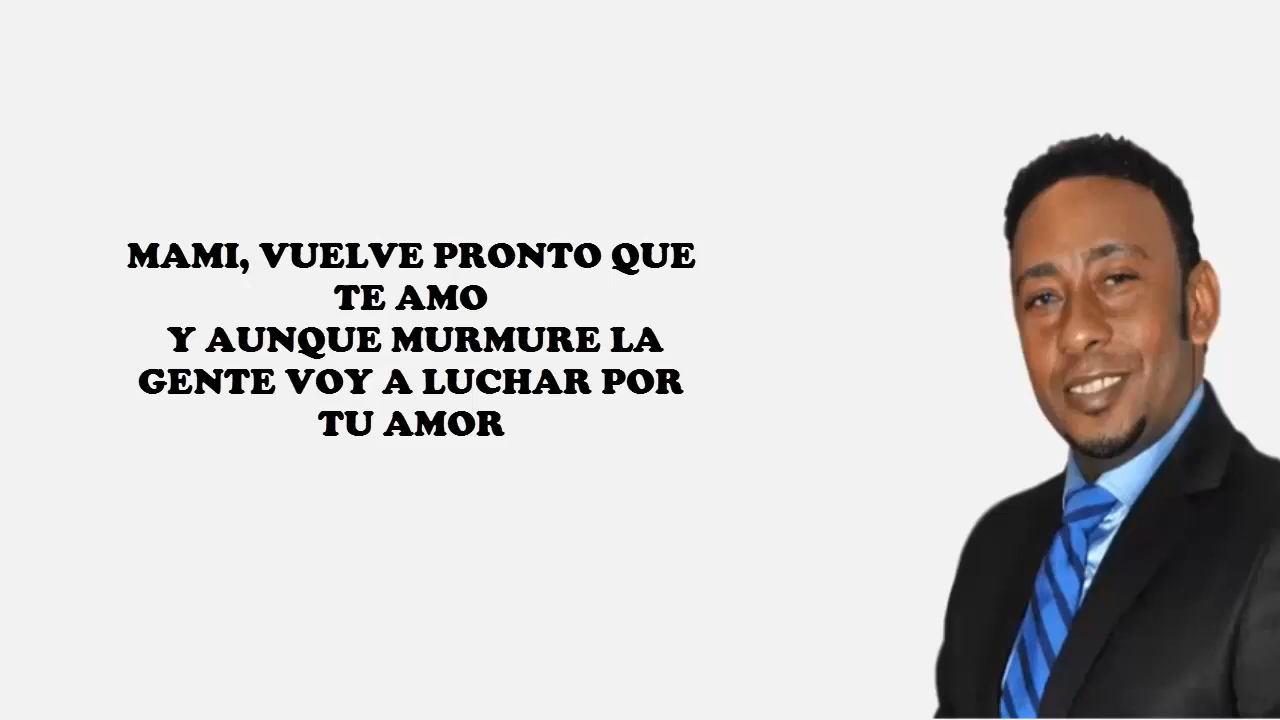 MAMI, VUELVE PRONTO QUE
TE AMO
Y AUNQUE MURMURE LA
GENTE VOY A LUCHAR POR
TU AMOR